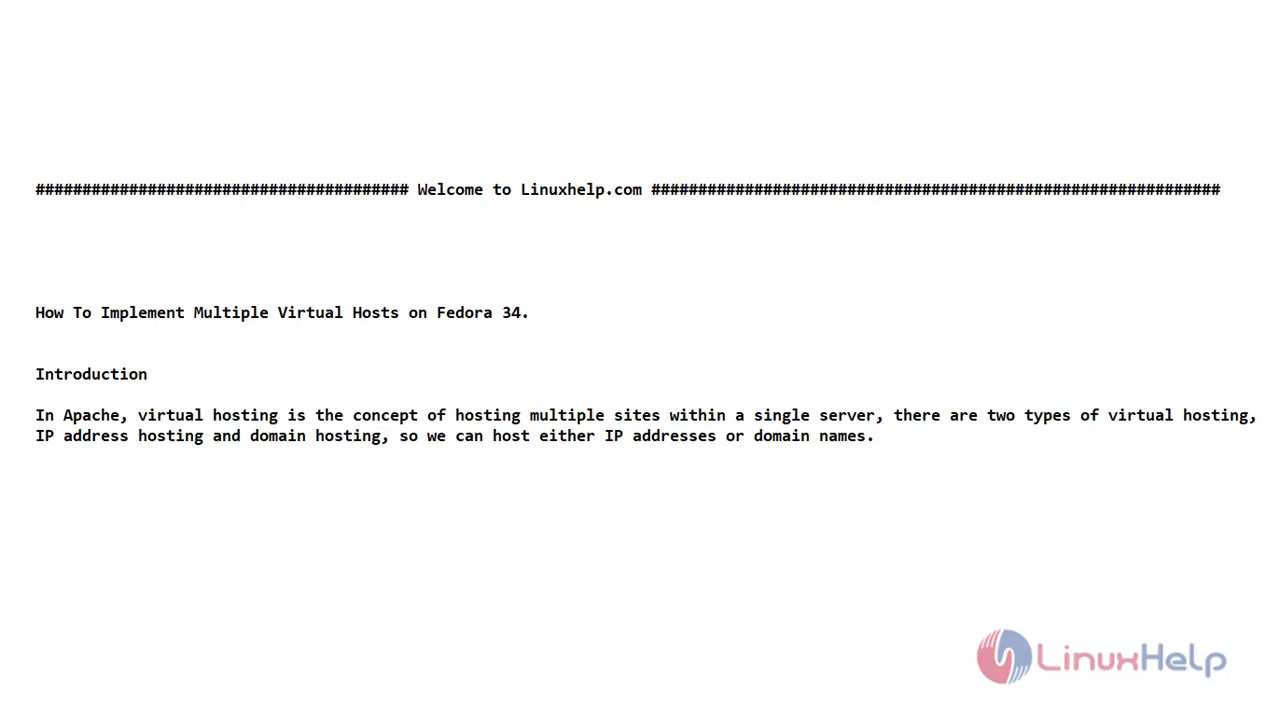 ######################################## Welcome to Linuxhelp.com #############################################################
How To Implement Multiple Virtual Hosts on Fedora 34.
Introduction
In Apache, virtual hosting is the concept of hosting multiple sites within a single server, there are two types of virtual hosting,
IP address hosting and domain hosting, so we can host either IP addresses or domain names.
LinuxHelp